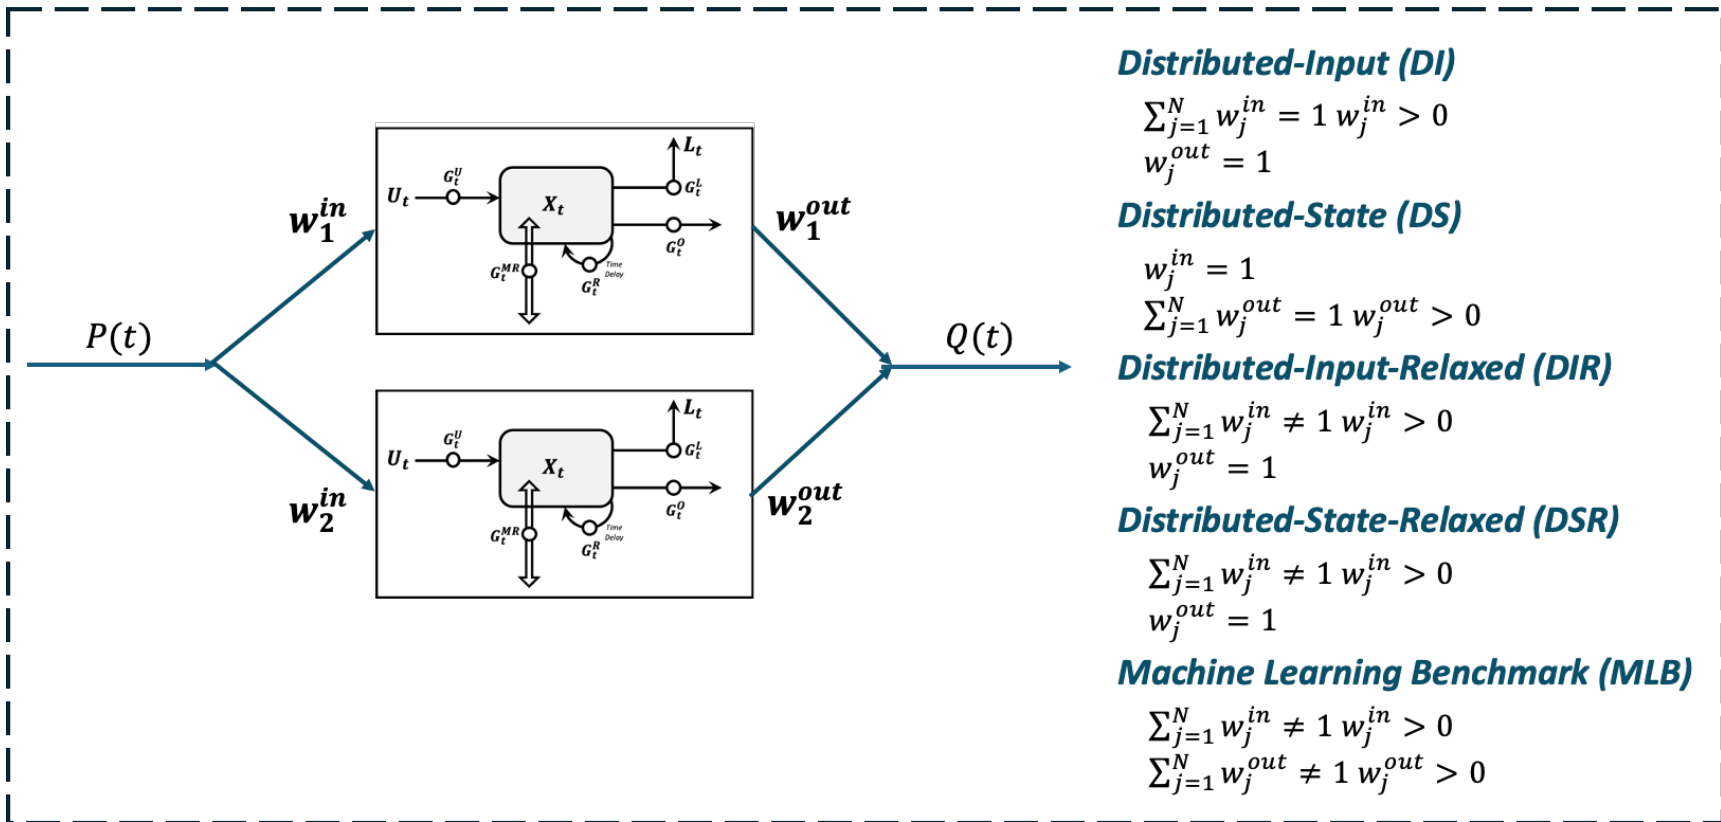 Distributed-Input (DI)
∑_{j=1}^{N} w_j^{in} = 1 w_j^{in} > 0
w_j^{out} = 1
Distributed-State (DS)
w_j^{in} = 1
∑_{j=1}^{N} w_j^{out} = 1 w_j^{out} > 0
Distributed-Input-Relaxed (DIR)
∑_{j=1}^{N} w_j^{in} ≠ 1 w_j^{in} > 0
w_j^{out} = 1
Distributed-State-Relaxed (DSR)
∑_{j=1}^{N} w_j^{in} ≠ 1 w_j^{in} > 0
w_j^{out} = 1
Machine Learning Benchmark (MLB)
∑_{j=1}^{N} w_j^{in} ≠ 1 w_j^{in} > 0
∑_{j=1}^{N} w_j^{out} ≠ 1 w_j^{out} > 0
P(t)
w_1^{in}
w_2^{in}
U_t
G_t^U
X_t
L_t
G_t^L
G_t^O
G_t^{MR}
G_t^R
Time
Delay
U_t
G_t^U
X_t
L_t
G_t^L
G_t^O
G_t^{MR}
G_t^R
Time
Delay
w_1^{out}
w_2^{out}
Q(t)